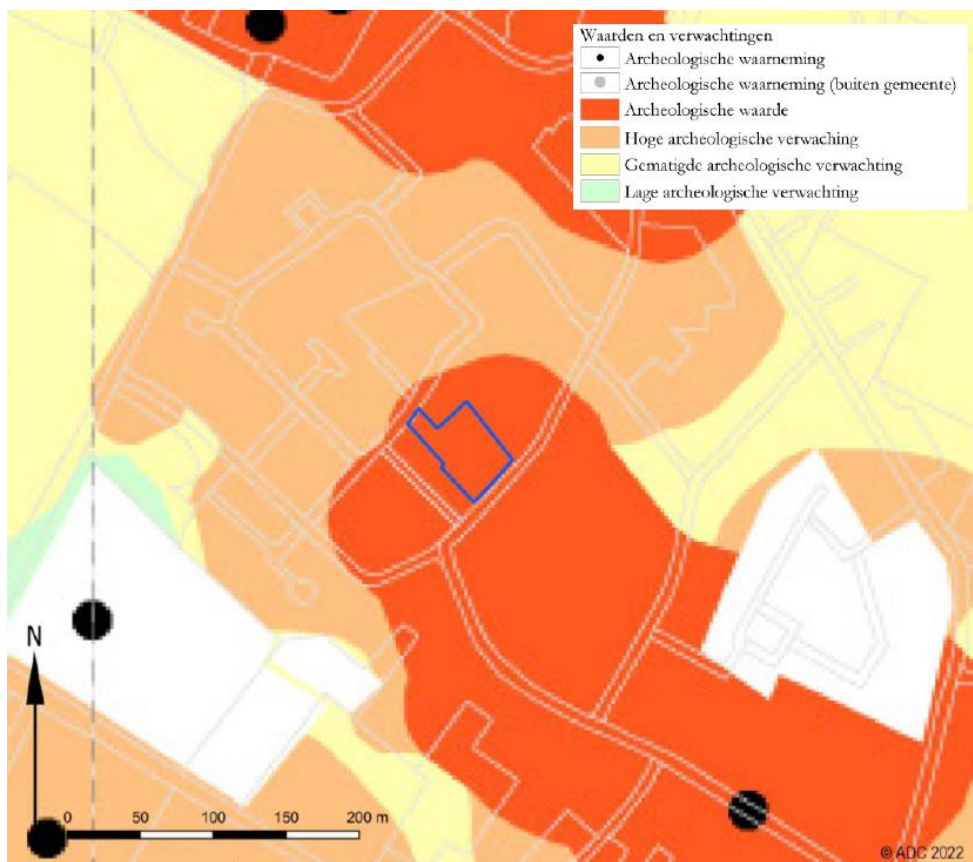 Waarden en verwachtingen
Archeologische waarneming
Archeologische waarneming (buiten gemeente)
Archeologische waarde
Hoge archeologische verwaching
Gematigde archeologische verwachting
Lage archeologische verwachting
N
0 50 100 150 200 m
© ADC 2022